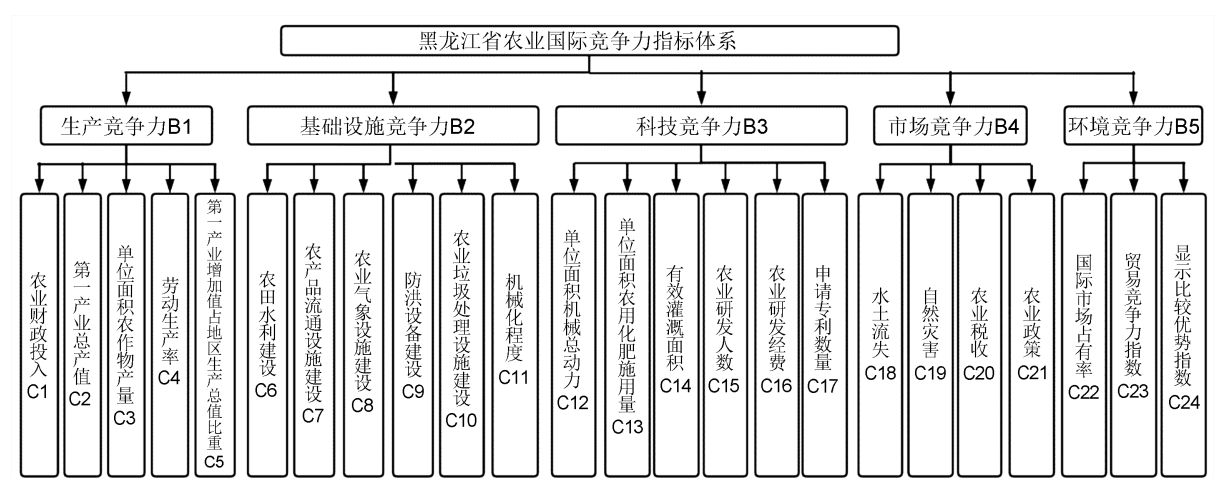 黑龙江省农业国际竞争力指标体系
生产竞争力B1
基础设施竞争力B2
科技竞争力B3
市场竞争力B4
环境竞争力B5
农业财政投入C1
第一产业总产值C2
单位面积农作物产量C3
劳动生产率C4
第一产业增加值占地区生产总值比重C5
农田水利建设C6
农产品流通设施建设C7
农业气象设施建设C8
防洪设备建设C9
农业垃圾处理设施建设C10
机械化程度C11
单位面积机械总动力C12
单位面积农用化肥施用量C13
有效灌溉面积C14
农业研发人数C15
农业研发经费C16
申请专利数量C17
水土流失C18
自然灾害C19
农业税收C20
农业政策C21
国际市场占有率C22
贸易竞争力指数C23
显示比较优势指数C24